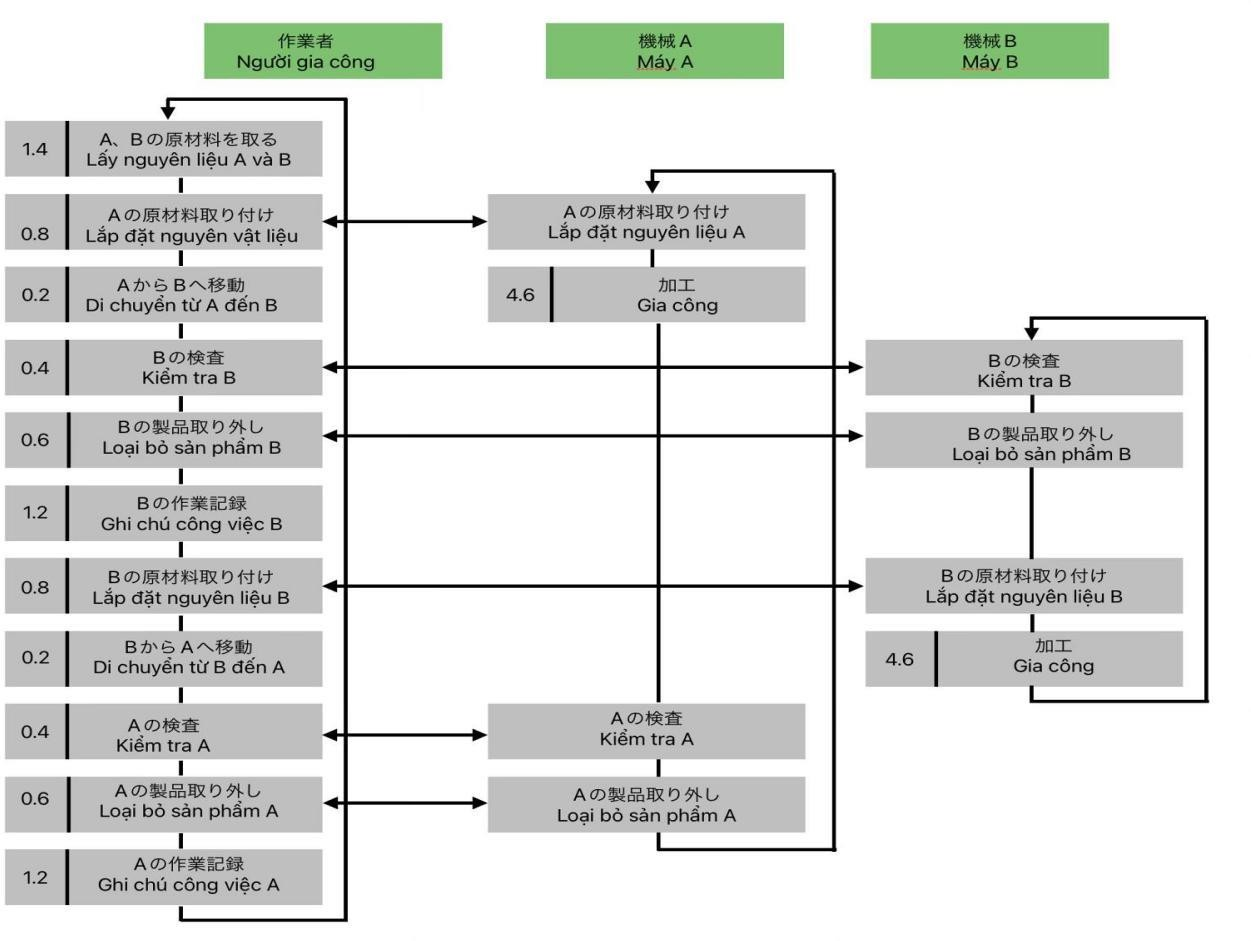 作業者
Người gia công
機械A
Máy A
機械B
Máy B
1.4
A、Bの原材料を取る
Lấy nguyên liệu A và B
0.8
Aの原材料取り付け
Lắp đặt nguyên vật liệu
Aの原材料取り付け
Lắp đặt nguyên liệu A
0.2
AからBへ移動
Di chuyển từ A đến B
4.6
加工
Gia công
0.4
Bの検査
Kiểm tra B
Bの検査
Kiểm tra B
0.6
Bの製品取り外し
Loại bỏ sản phẩm B
Bの製品取り外し
Loại bỏ sản phẩm B
1.2
Bの作業記録
Ghi chú công việc B
0.8
Bの原材料取り付け
Lắp đặt nguyên liệu B
Bの原材料取り付け
Lắp đặt nguyên liệu B
0.2
BからAへ移動
Di chuyển từ B đến A
4.6
加工
Gia công
0.4
Aの検査
Kiểm tra A
Aの検査
Kiểm tra A
0.6
Aの製品取り外し
Loại bỏ sản phẩm A
Aの製品取り外し
Loại bỏ sản phẩm A
1.2
Aの作業記録
Ghi chú công việc A